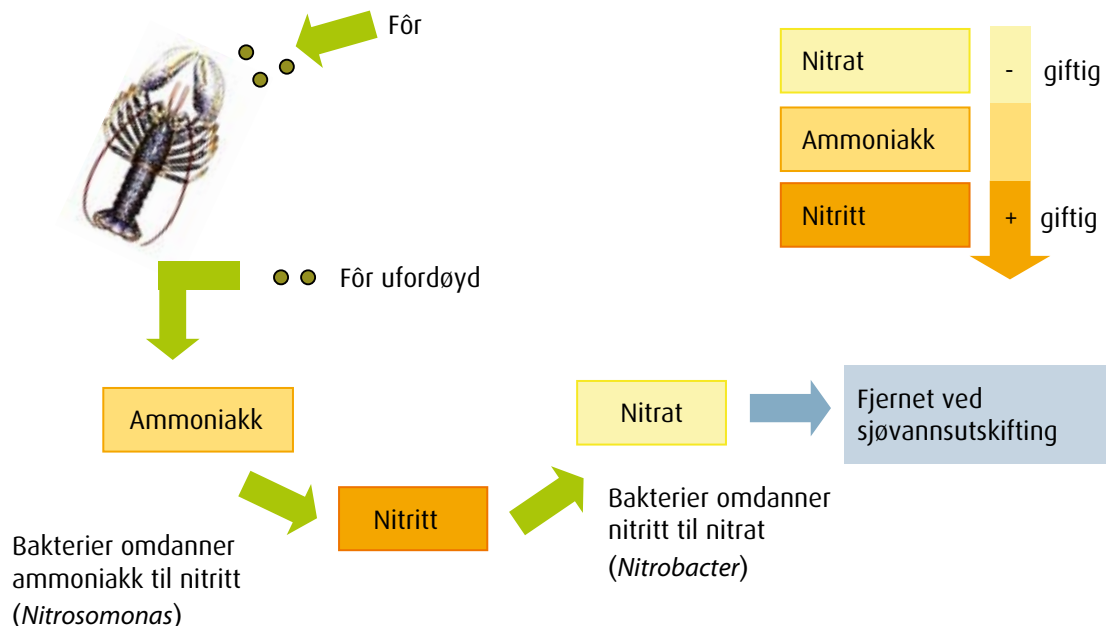 Fôr
Nitrat
- giftig
Ammoniakk
Nitritt
+ giftig
Fôr ufordøyd
Ammoniakk
Nitritt
Nitrat
Fjernet ved
sjøvannsutskifting
Bakterier omdanner
ammoniakk til nitritt
(Nitrosomonas)
Bakterier omdanner
nitritt til nitrat
(Nitrobacter)